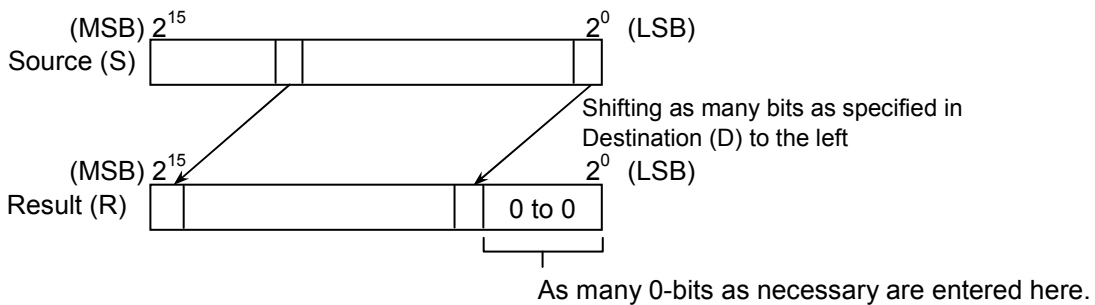 (MSB) 2^15 2^0 (LSB)
Source (S)
Shifting as many bits as specified in
Destination (D) to the left
(MSB) 2^15 2^0 (LSB)
Result (R) 0 to 0
As many 0-bits as necessary are entered here.